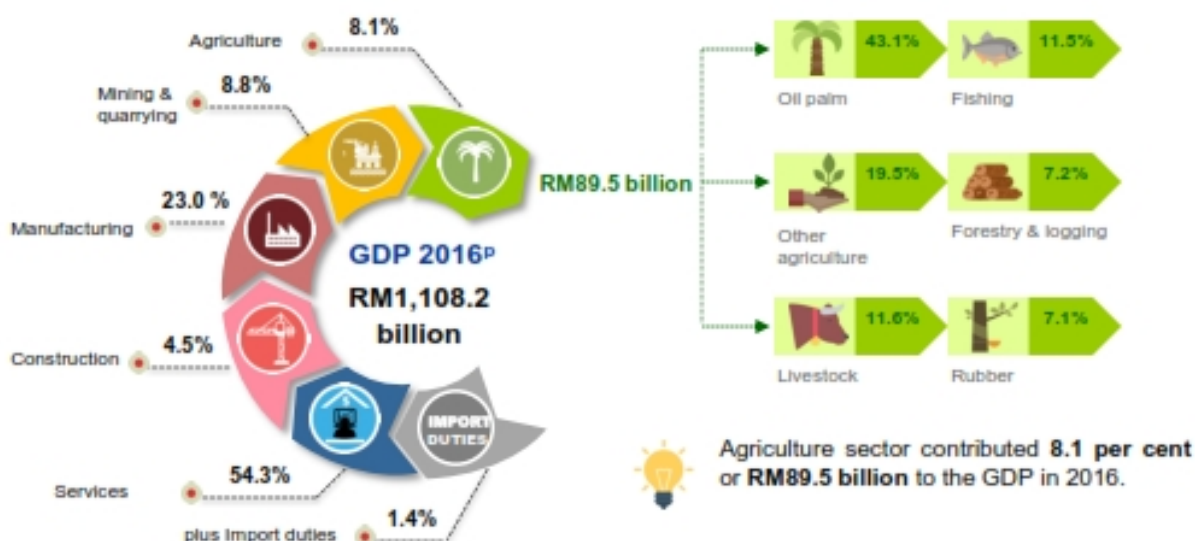 Agriculture
8.1%
Mining &
quarrying
8.8%
Manufacturing
23.0 %
Construction
4.5%
Services
54.3%
plus Import duties
1.4%
GDP 2016p
RM1,108.2
billion
IMPORT
DUTIES
$
RM89.5 billion
43.1%
Oil palm
11.5%
Fishing
19.5%
Other
agriculture
7.2%
Forestry & logging
11.6%
Livestock
7.1%
Rubber
Agriculture sector contributed 8.1 per cent
or RM89.5 billion to the GDP in 2016.